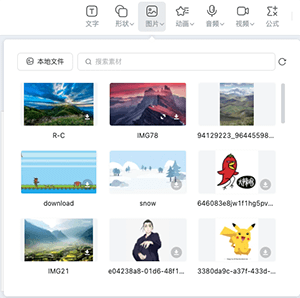 文字 形状 图片 动画 音频 视频 公式
本地文件 搜索素材
R-C IMG78 94129223_96445598...
download snow 646083e8jw1f1hg5pv...
IMG21 e04238a8-01d6-48f1... 3380da9c-a37f-433d-...